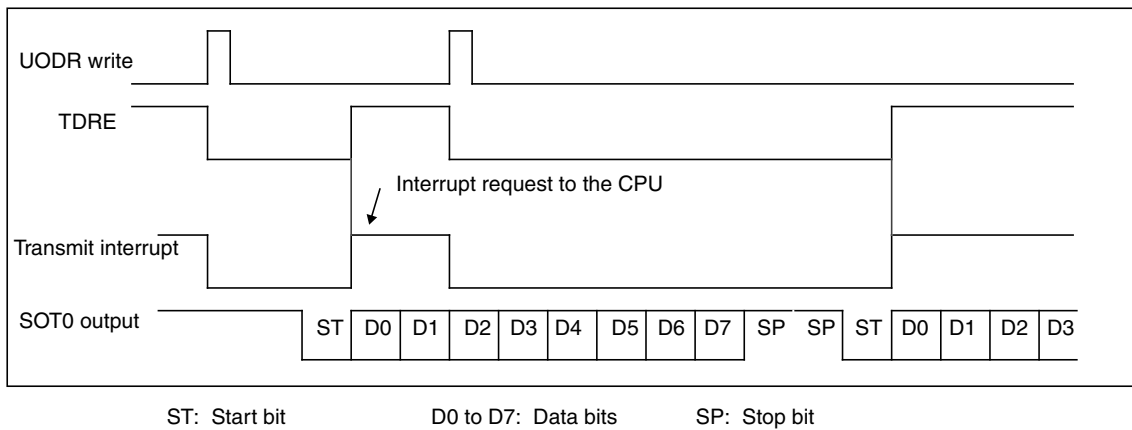 UODR write
TDRE
Interrupt request to the CPU
Transmit interrupt
SOT0 output
ST D0 D1 D2 D3 D4 D5 D6 D7 SP SP ST D0 D1 D2 D3
ST: Start bit D0 to D7: Data bits SP: Stop bit